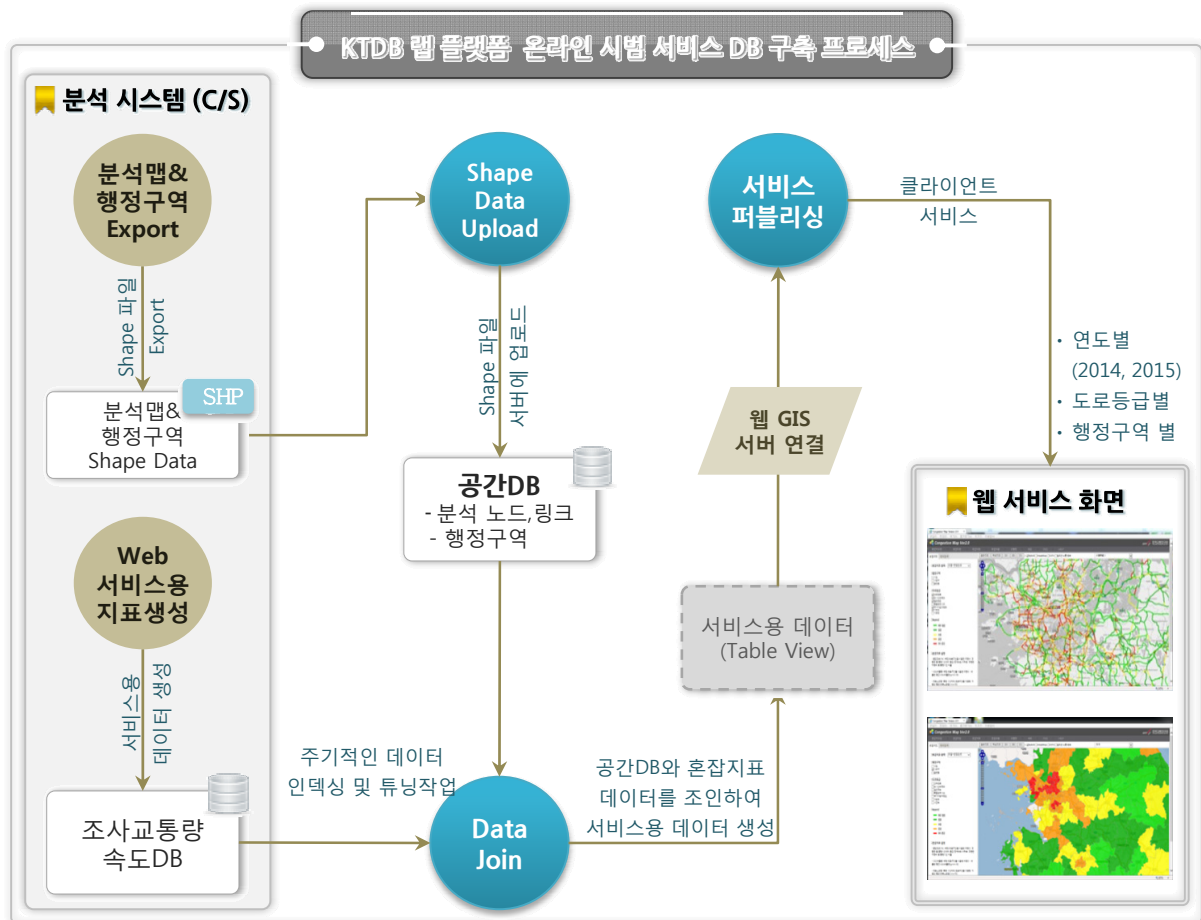 KTDB 랩 플랫폼 온라인 시범 서비스 DB 구축 프로세스
분석 시스템 (C/S)
분석맵&
행정구역
Export
Shape 파일
Export
SHP
분석맵&
행정구역
Shape Data
Web
서비스용
지표생성
서비스용
데이터 생성
조사교통량
속도DB
Shape
Data
Upload
Shape 파일
서버에 업로드
공간DB
- 분석 노드,링크
- 행정구역
주기적인 데이터
인덱싱 및 튜닝작업
Data
Join
공간DB와 혼잡지표
데이터를 조인하여
서비스용 데이터 생성
서비스용 데이터
(Table View)
웹 GIS
서버 연결
서비스
퍼블리싱
클라이언트
서비스
• 연도별
(2014, 2015)
• 도로등급별
• 행정구역 별
웹 서비스 화면